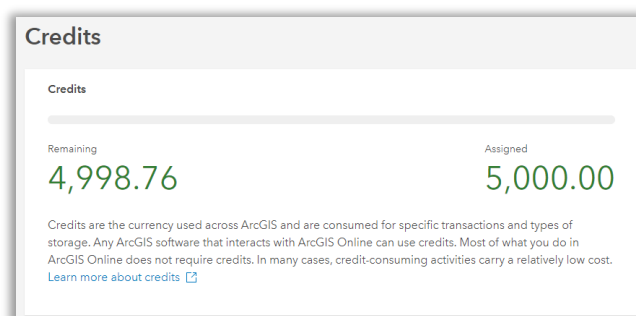 Credits
Credits
Remaining
Assigned
4,998.76
5,000.00
Credits are the currency used across ArcGIS and are consumed for specific transactions and types of
storage. Any ArcGIS software that interacts with ArcGIS Online can use credits. Most of what you do in
ArcGIS Online does not require credits. In many cases, credit-consuming activities carry a relatively low cost.
Learn more about credits